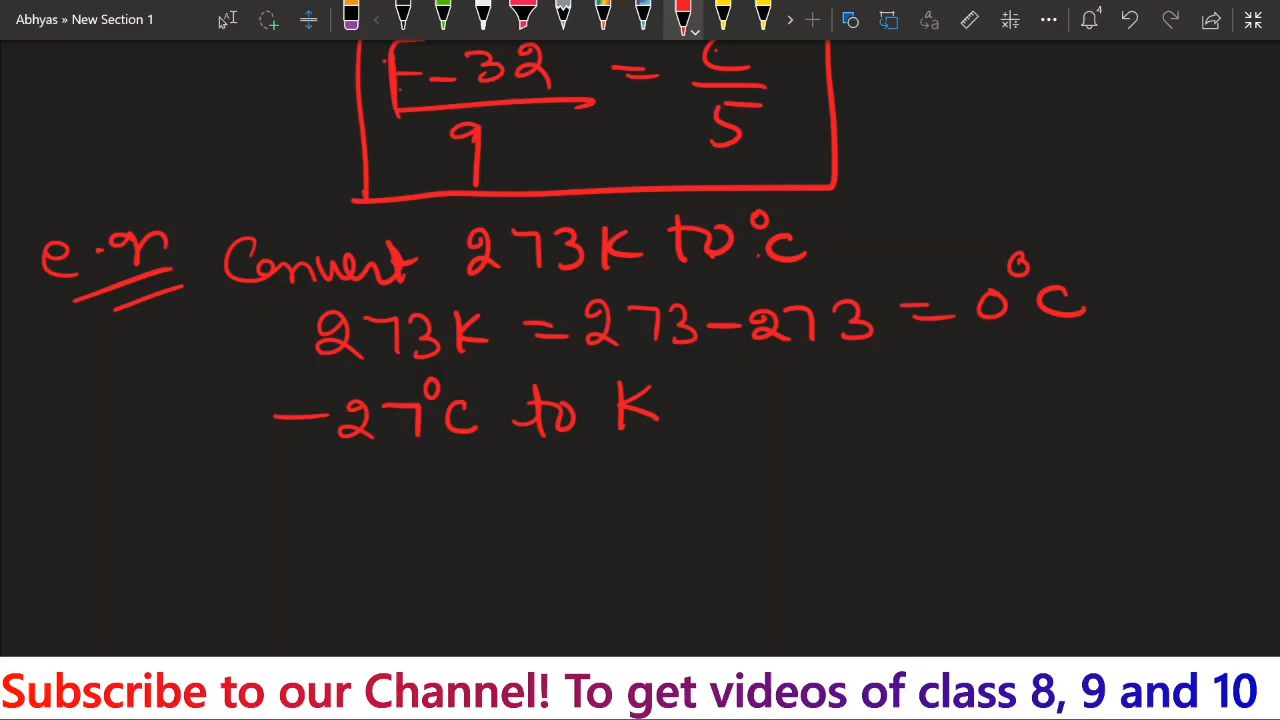 Abhyas » New Section 1
F - 32 = C
9 5
e.g Convert 273K to °C
273K = 273 - 273 = 0°C
-27°C to K
Subscribe to our Channel! To get videos of class 8, 9 and 10